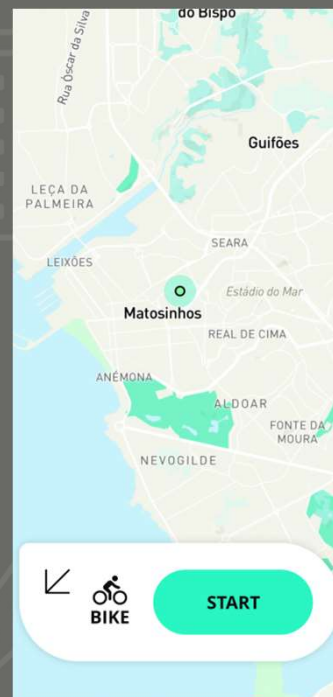 do Bispo
Rua Óscar da Silva
Guifões
LEÇA DA
PALMEIRA
SEARA
LEIXÕES
Estádio do Mar
Matosinhos
REAL DE CIMA
ANÉMONA
ALDOAR
FONTE DA
MOURA
NEVOGILDE
BIKE
START